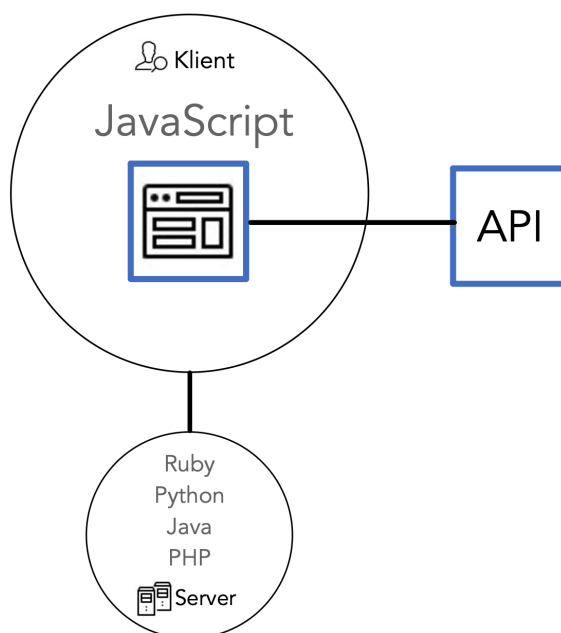 Klient
JavaScript
API
Ruby
Python
Java
PHP
Server